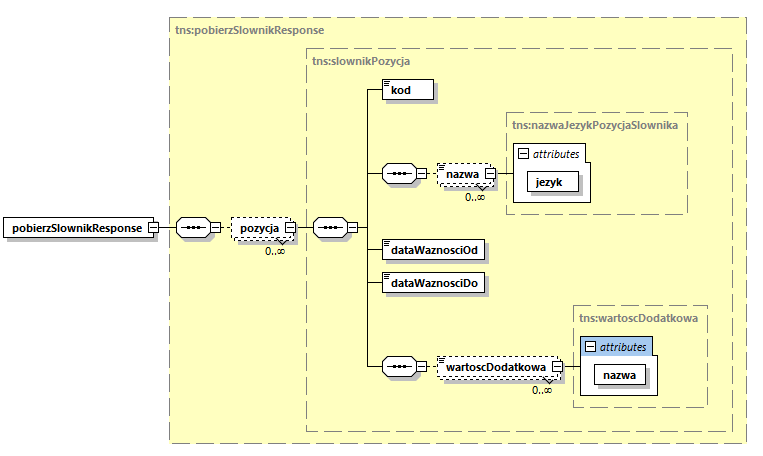 tns:pobierzSlownikResponse
tns:slownikPozycja
kod
tns:nazwaJezykPozycjaSlownika
attributes
nazwa
jezyk
0..∞
pobierzSlownikResponse
pozycja
0..∞
dataWaznosciOd
dataWaznosciDo
tns:wartoscDodatkowa
attributes
wartoscDodatkowa
nazwa
0..∞